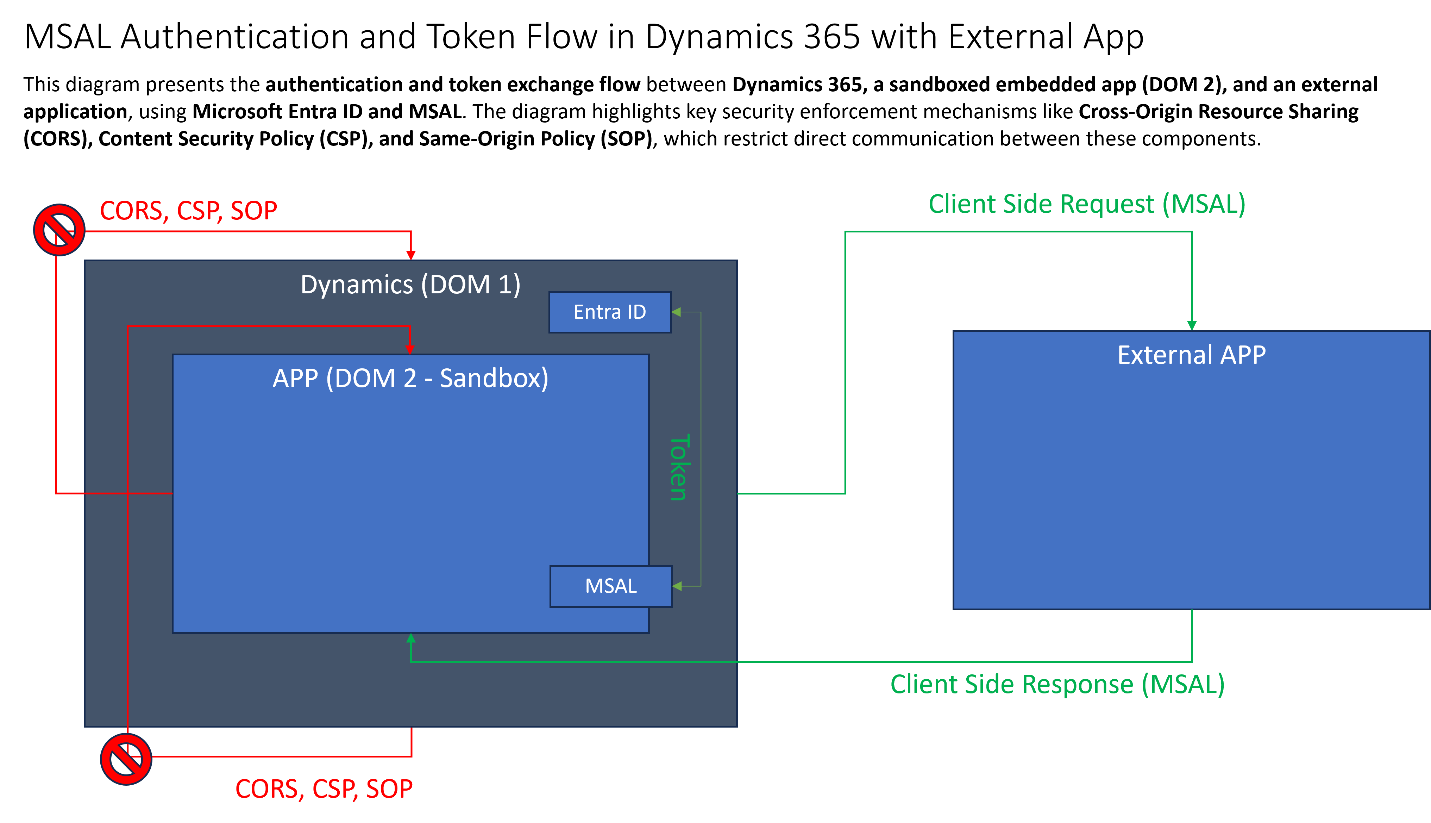 MSAL Authentication and Token Flow in Dynamics 365 with External App
This diagram presents the authentication and token exchange flow between Dynamics 365, a sandboxed embedded app (DOM 2), and an external
application, using Microsoft Entra ID and MSAL. The diagram highlights key security enforcement mechanisms like Cross-Origin Resource Sharing
(CORS), Content Security Policy (CSP), and Same-Origin Policy (SOP), which restrict direct communication between these components.
CORS, CSP, SOP
Client Side Request (MSAL)
Dynamics (DOM 1)
Entra ID
External APP
APP (DOM 2 - Sandbox)
Token
MSAL
Client Side Response (MSAL)
CORS, CSP, SOP